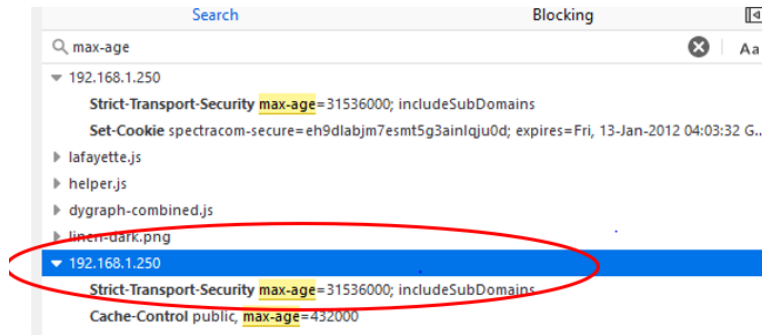 Search Blocking
max-age Aa
192.168.1.250
Strict-Transport-Security max-age=31536000; includeSubDomains
Set-Cookie spectracom-secure=eh9dlabjm7esmt5g3ainlqju0d; expires=Fri, 13-Jan-2012 04:03:32 G..
lafayette.js
helper.js
dygraph-combined.js
linen-dark.png
192.168.1.250
Strict-Transport-Security max-age=31536000; includeSubDomains
Cache-Control public, max-age=432000